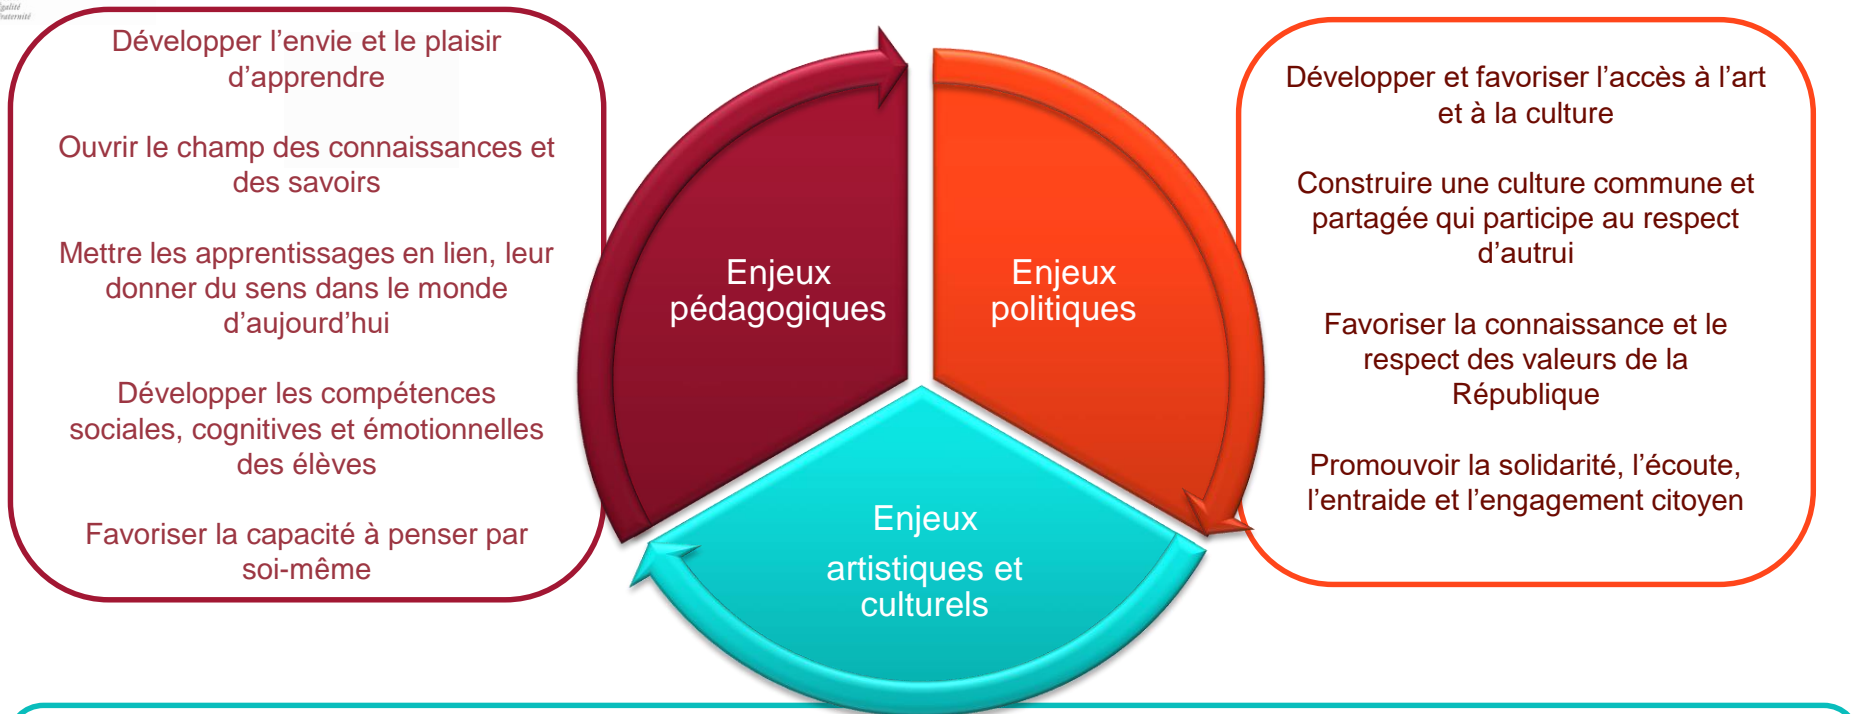 Égalité
Fraternité
Développer l’envie et le plaisir
d’apprendre
Ouvrir le champ des connaissances et
des savoirs
Mettre les apprentissages en lien, leur
donner du sens dans le monde
d’aujourd’hui
Développer les compétences
sociales, cognitives et émotionnelles
des élèves
Favoriser la capacité à penser par
soi-même
Enjeux
pédagogiques
Enjeux
politiques
Enjeux
artistiques et
culturels
Développer et favoriser l’accès à l’art
et à la culture
Construire une culture commune et
partagée qui participe au respect
d’autrui
Favoriser la connaissance et le
respect des valeurs de la
République
Promouvoir la solidarité, l’écoute,
l’entraide et l’engagement citoyen